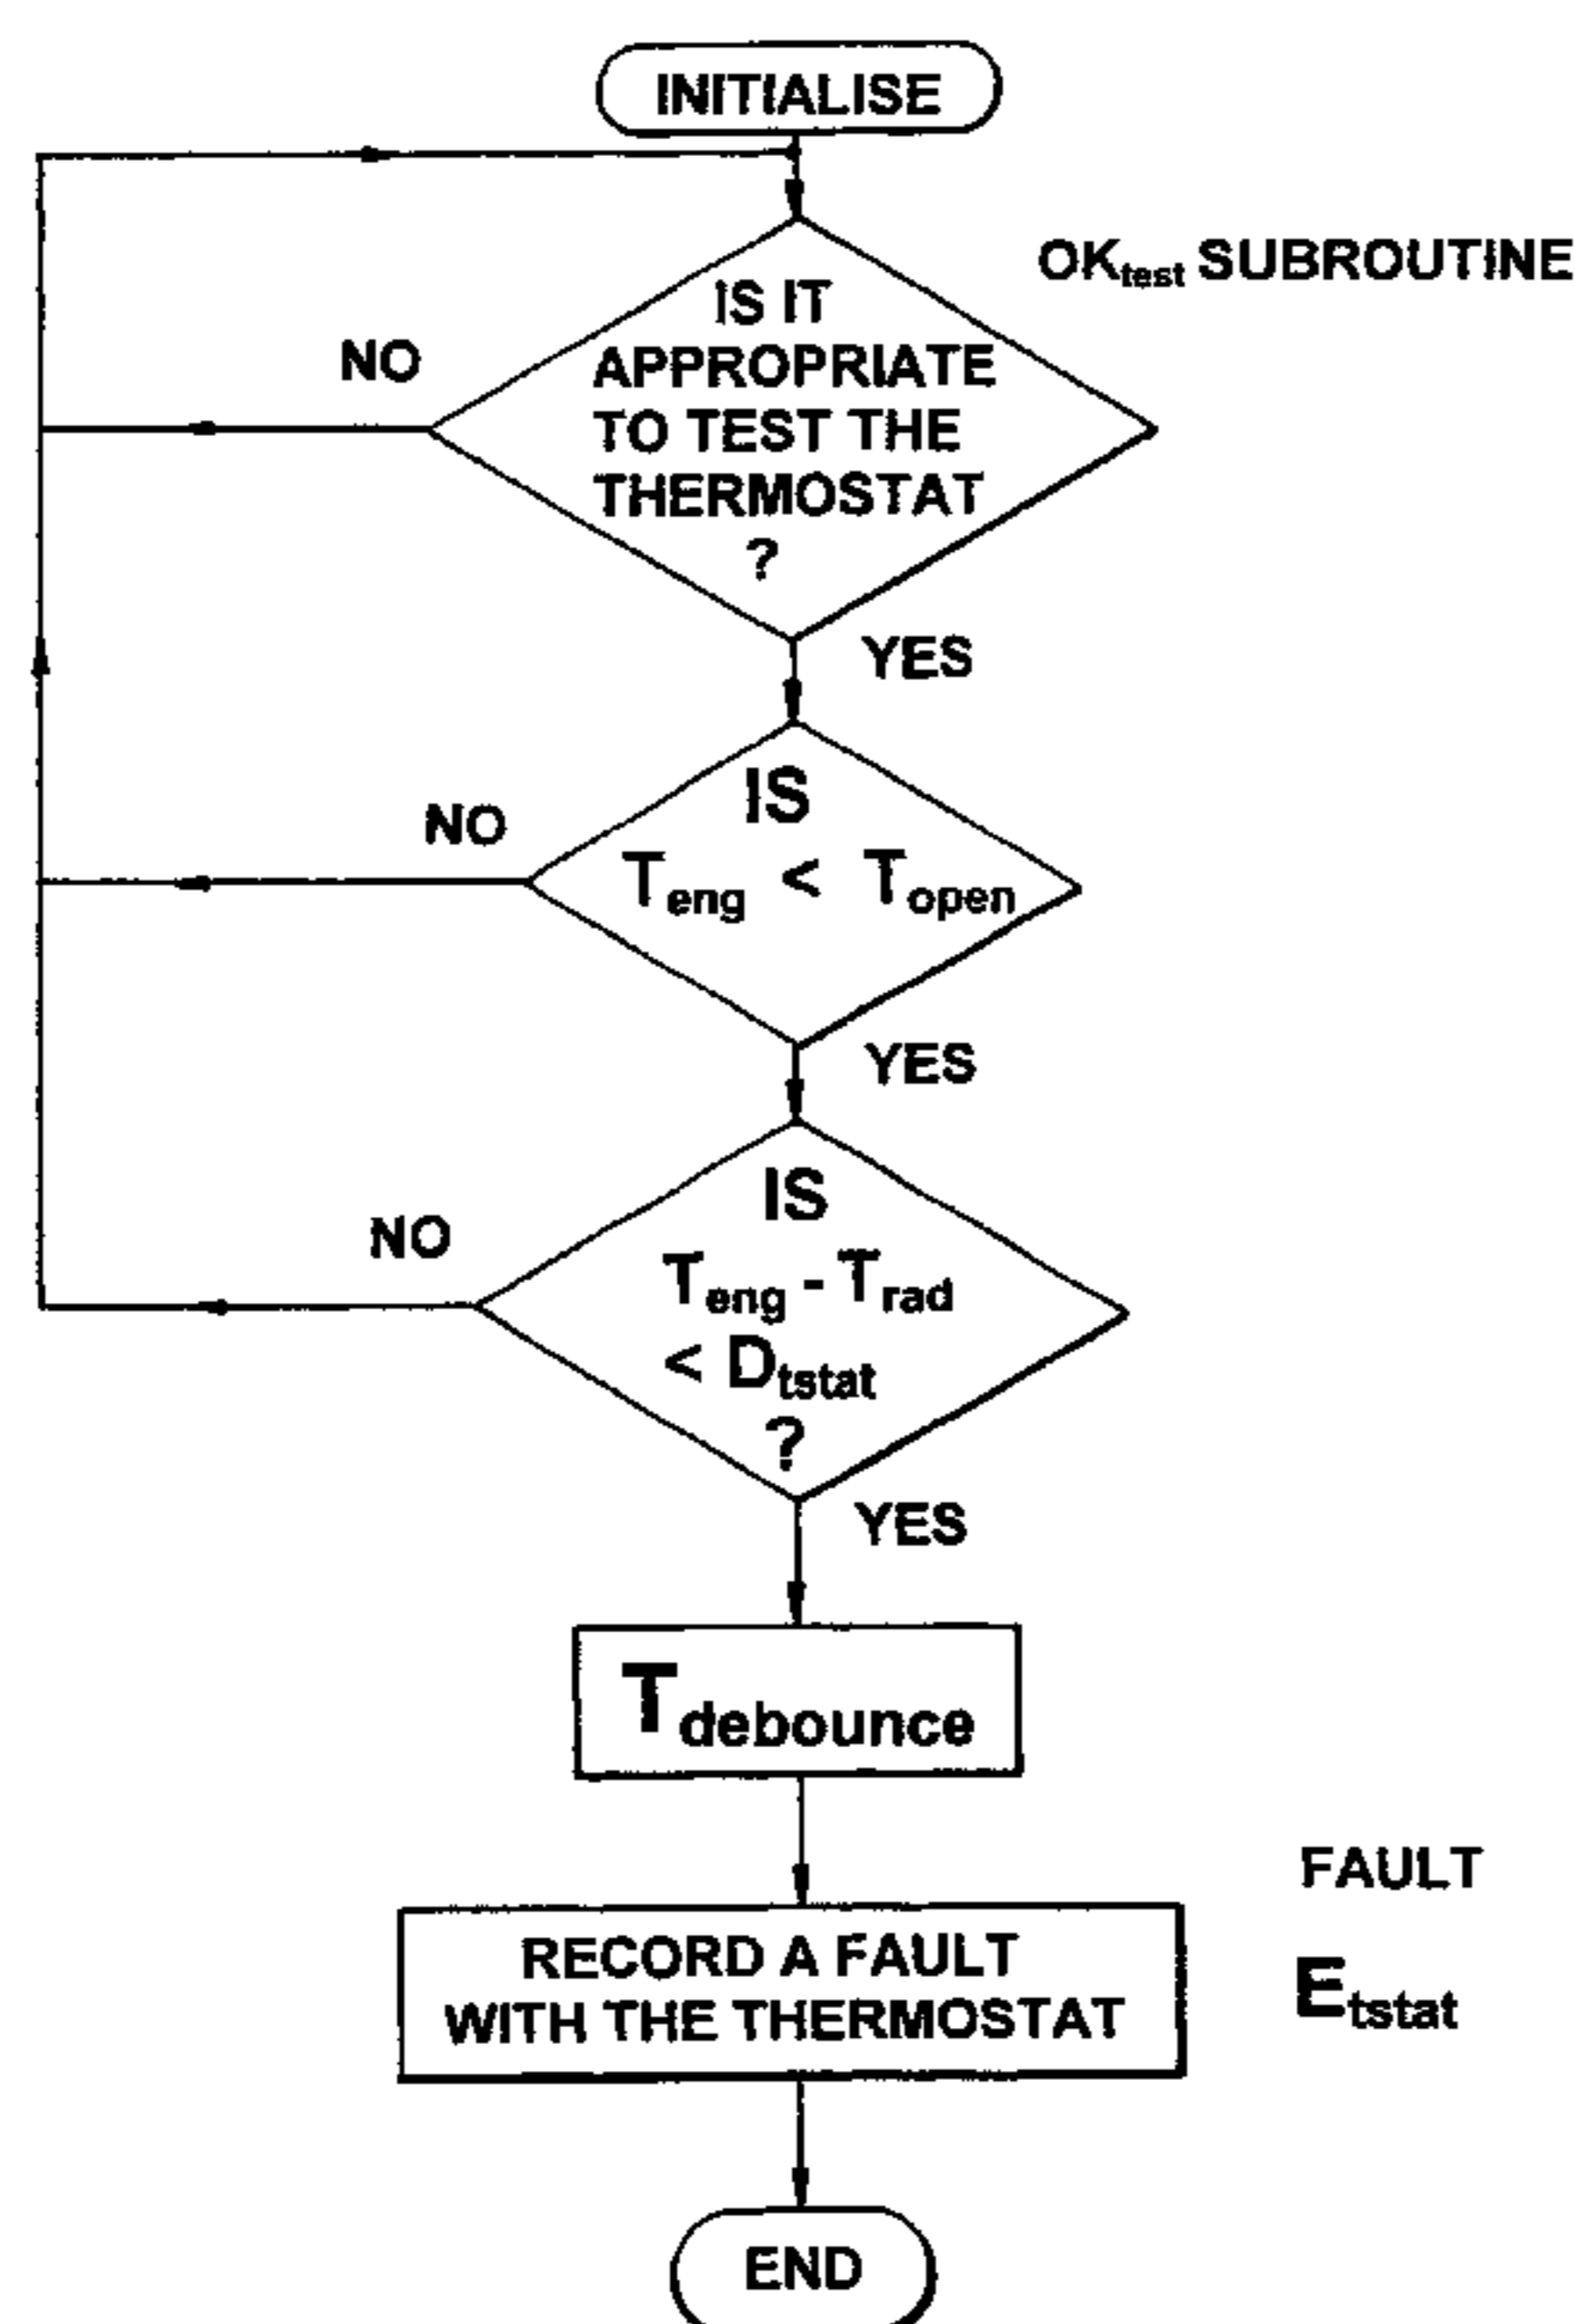 INITIALISE
OKtest SUBROUTINE
IS IT
APPROPRIATE
TO TEST THE
THERMOSTAT
?
NO
YES
IS
Teng < Topen
NO
YES
IS
Teng - Trad
< Dtstat
?
NO
YES
Tdebounce
FAULT
RECORD A FAULT
WITH THE THERMOSTAT
Etstat
END